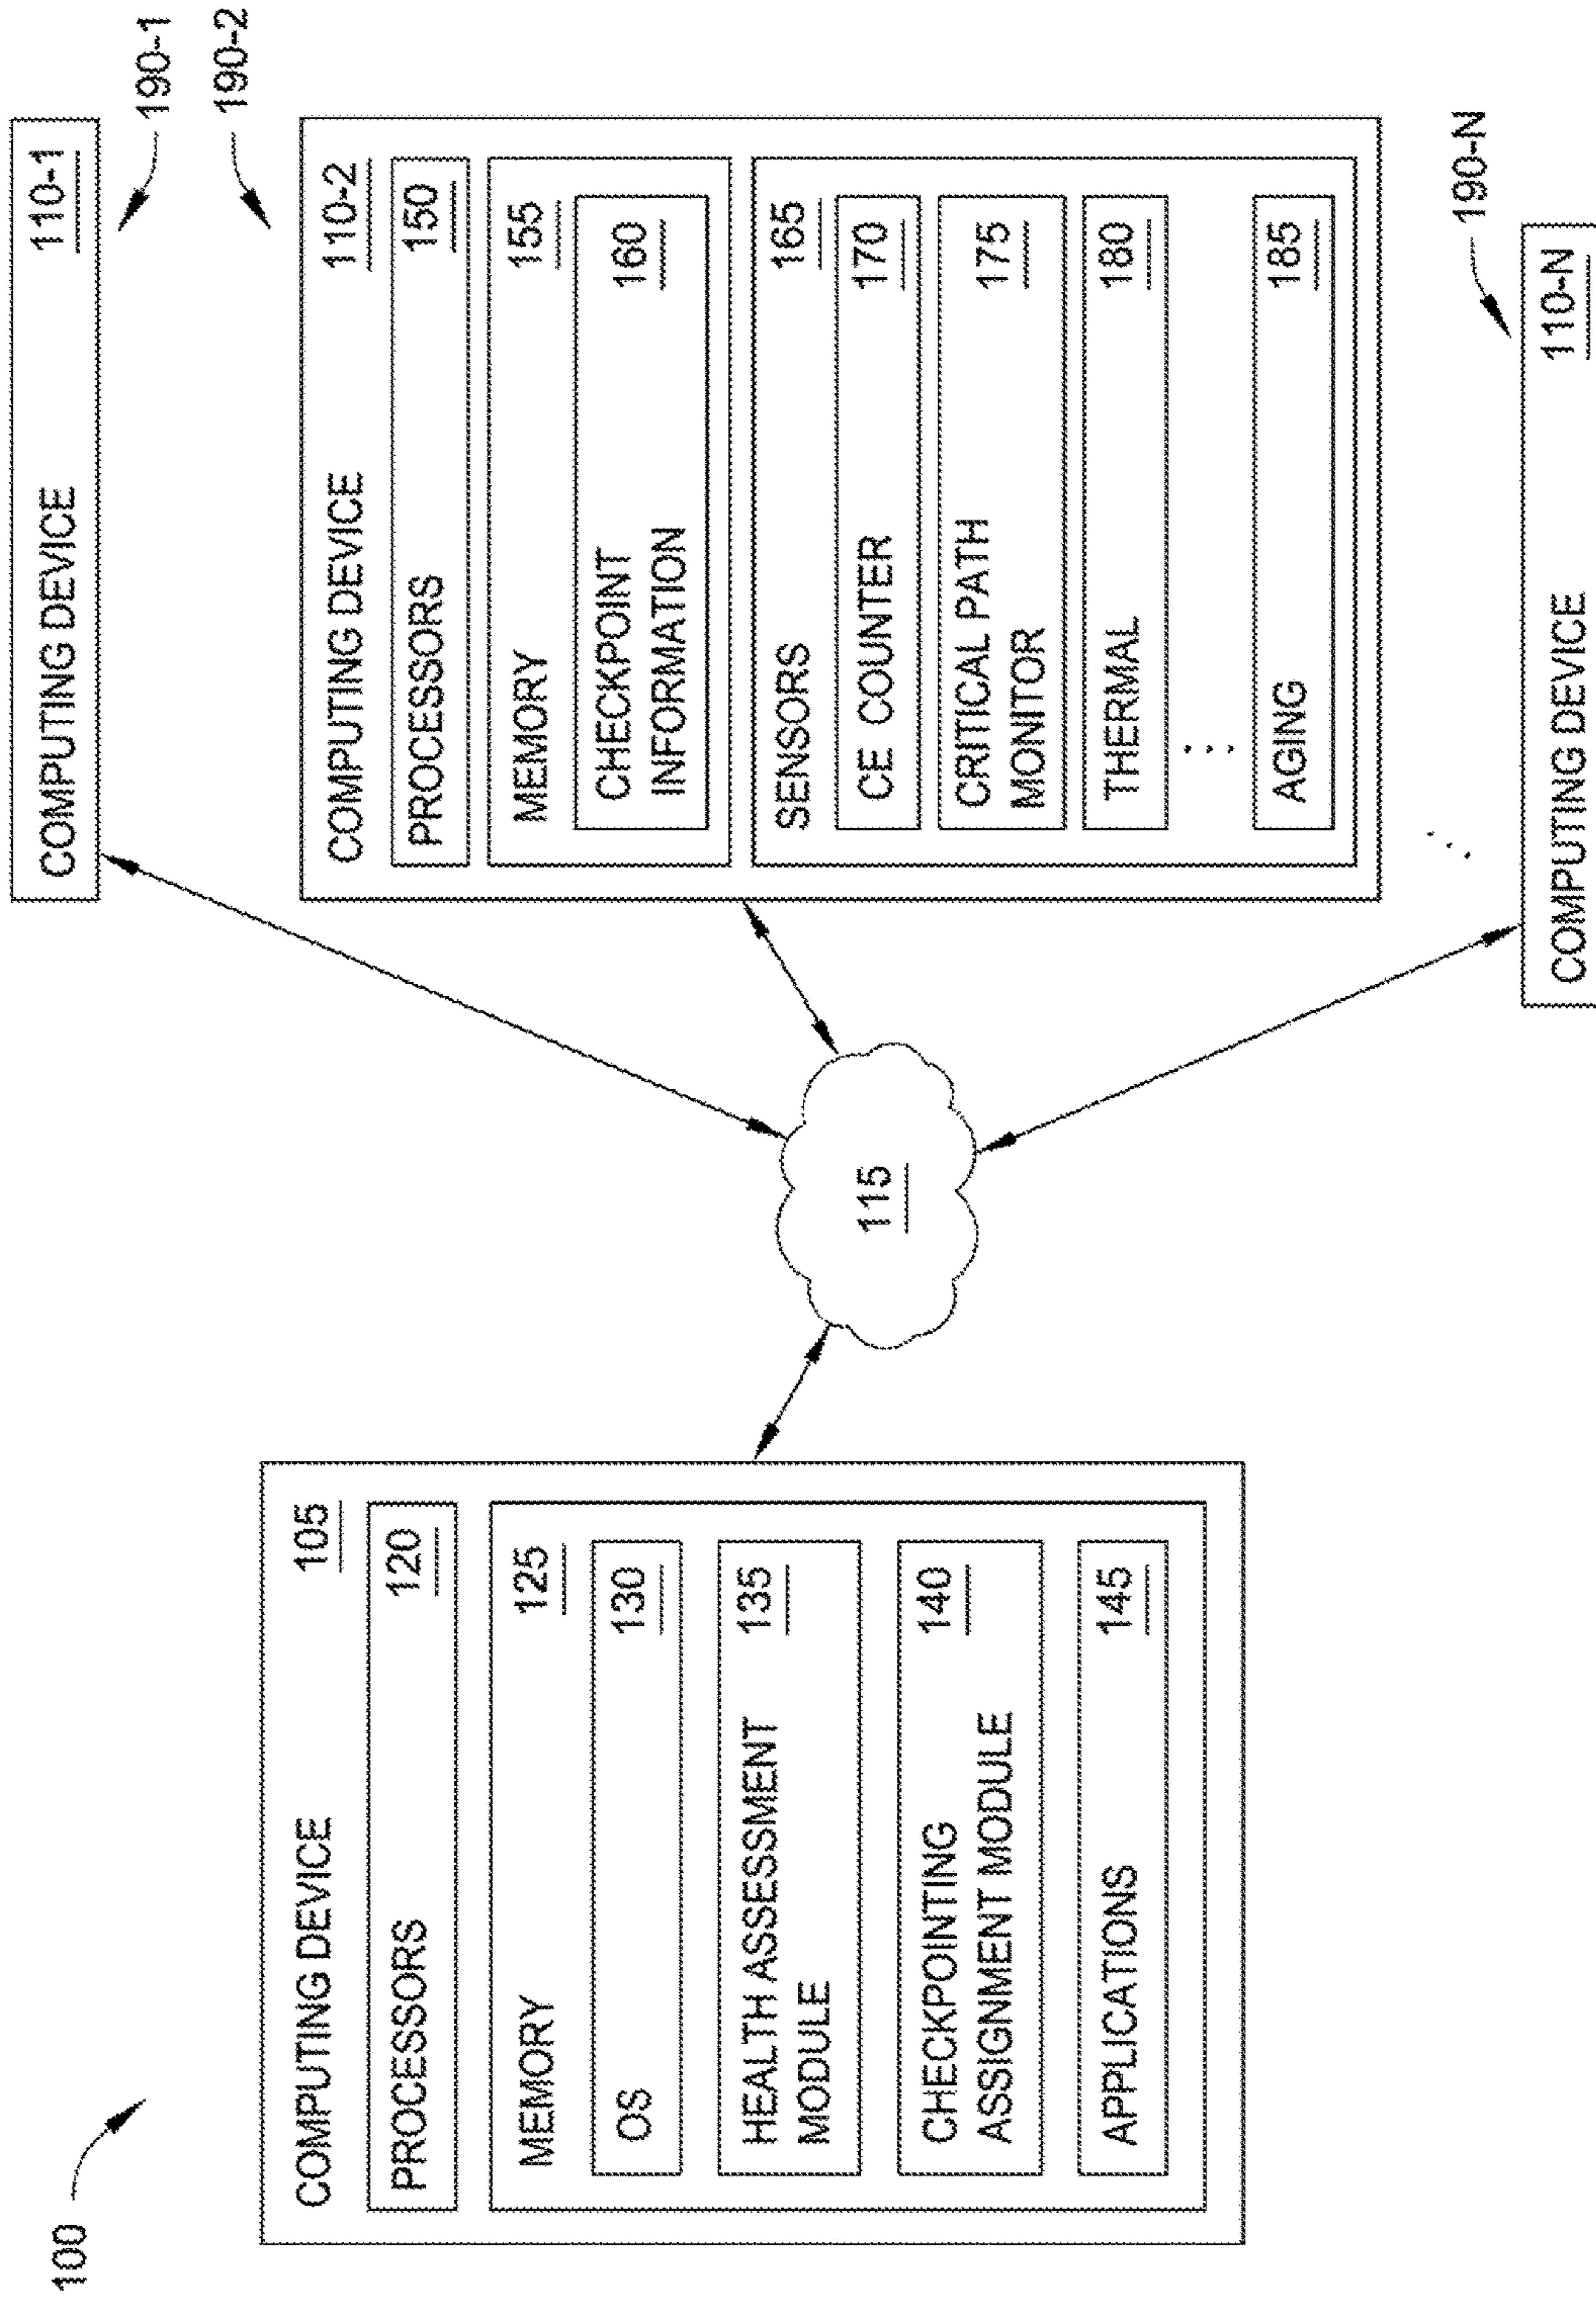 100
COMPUTING DEVICE 105
PROCESSORS 120
MEMORY 125
OS 130
HEALTH ASSESSMENT 135
MODULE
CHECKPOINTING 140
ASSIGNMENT MODULE
APPLICATIONS 145
115
COMPUTING DEVICE 110-1
190-1
190-2
COMPUTING DEVICE 110-2
PROCESSORS 150
MEMORY 155
CHECKPOINT 160
INFORMATION
SENSORS 165
CE COUNTER 170
CRITICAL PATH 175
MONITOR
THERMAL 180
AGING 185
190-N
COMPUTING DEVICE 110-N